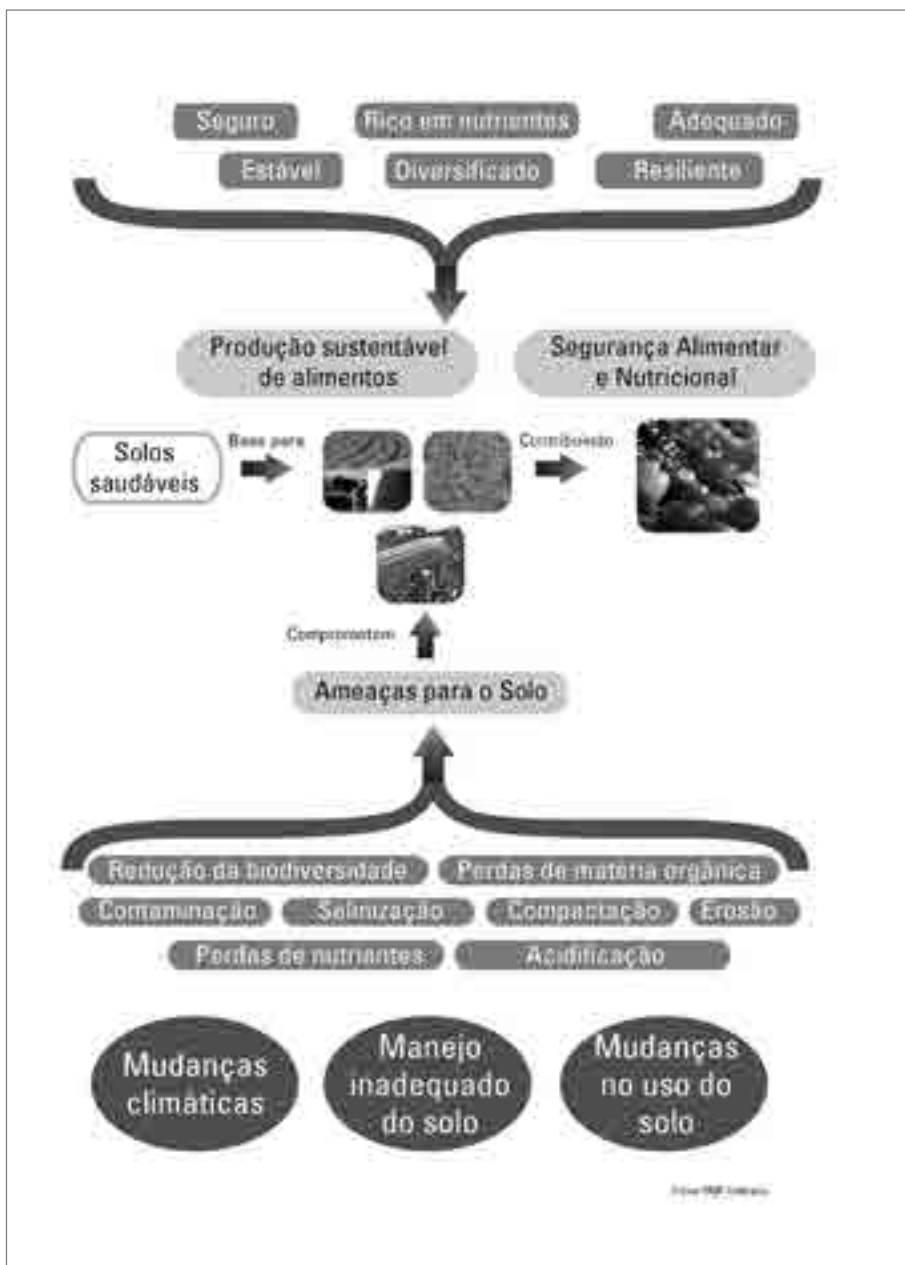 Seguro
Rico em nutrientes
Adequado
Estável
Diversificado
Resiliente
Produção sustentável
de alimentos
Segurança Alimentar
e Nutricional
Solos
saudáveis
Base para
Contribuição
Comprometem
Ameaças para o Solo
Redução da biodiversidade
Perdas de matéria orgânica
Contaminação
Salinização
Compactação
Erosão
Perdas de nutrientes
Acidificação
Mudanças
climáticas
Manejo
inadequado
do solo
Mudanças
no uso do
solo